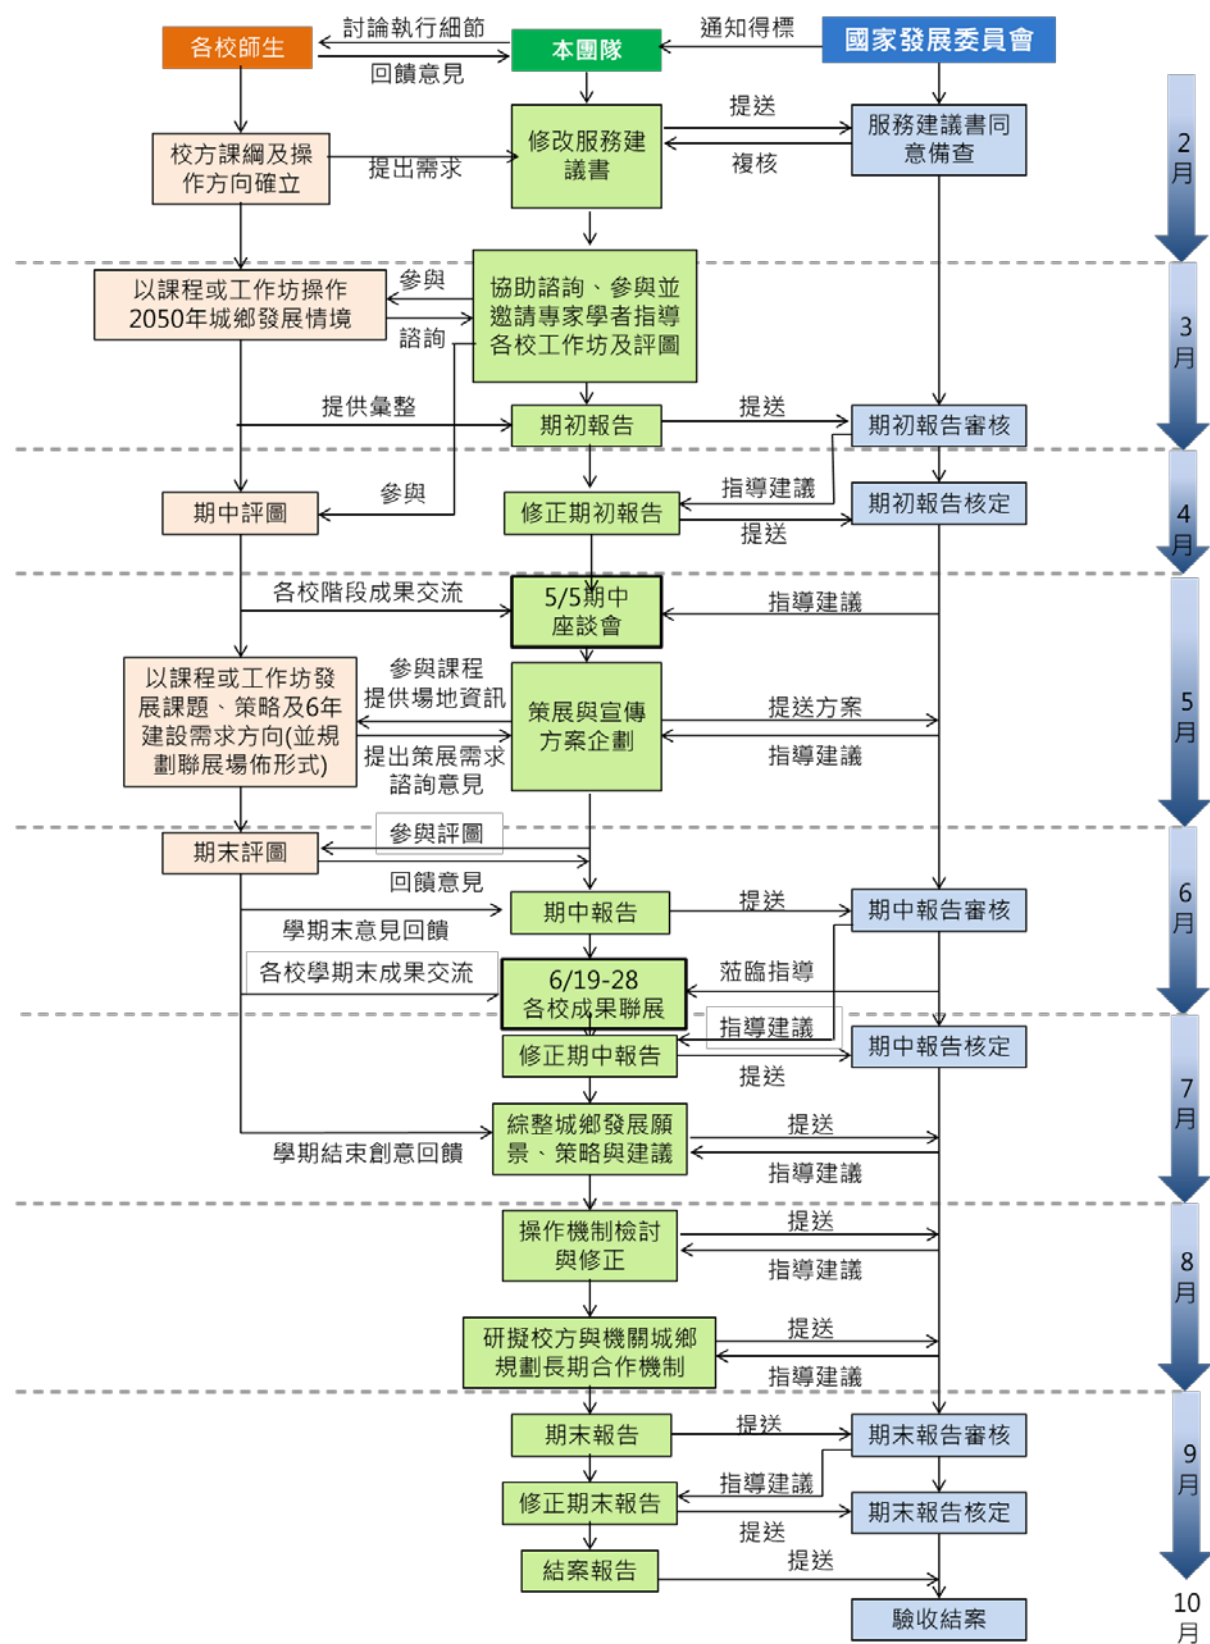 討論執行細節
通知得標
各校師生
本團隊
國家發展委員會
回饋意見
提送
修改服務建
議書
服務建議書同
意備查
2
月
校方課綱及操
作方向確立
提出需求
複核
參與
以課程或工作坊操作
2050年城鄉發展情境
協助諮詢、參與並
邀請專家學者指導
各校工作坊及評圖
諮詢
3
月
提供彙整
期初報告
提送
期初報告審核
指導建議
參與
期中評圖
修正期初報告
期初報告核定
提送
4
月
各校階段成果交流
5/5期中
座談會
指導建議
以課程或工作坊發
展課題、策略及6年
建設需求方向(並規
劃聯展場佈形式)
參與課程
提供場地資訊
提出策展需求
諮詢意見
策展與宣傳
方案企劃
提送方案
指導建議
5
月
參與評圖
期末評圖
回饋意見
期中報告
提送
期中報告審核
6
月
學期末意見回饋
各校學期末成果交流
6/19-28
各校成果聯展
蒞臨指導
指導建議
修正期中報告
期中報告核定
提送
7
月
綜整城鄉發展願
景、策略與建議
提送
學期結束創意回饋
指導建議
操作機制檢討
與修正
提送
指導建議
8
月
研擬校方與機關城鄉
規劃長期合作機制
提送
指導建議
期末報告
提送
期末報告審核
9
月
指導建議
修正期末報告
期末報告核定
提送
結案報告
提送
驗收結案
10
月